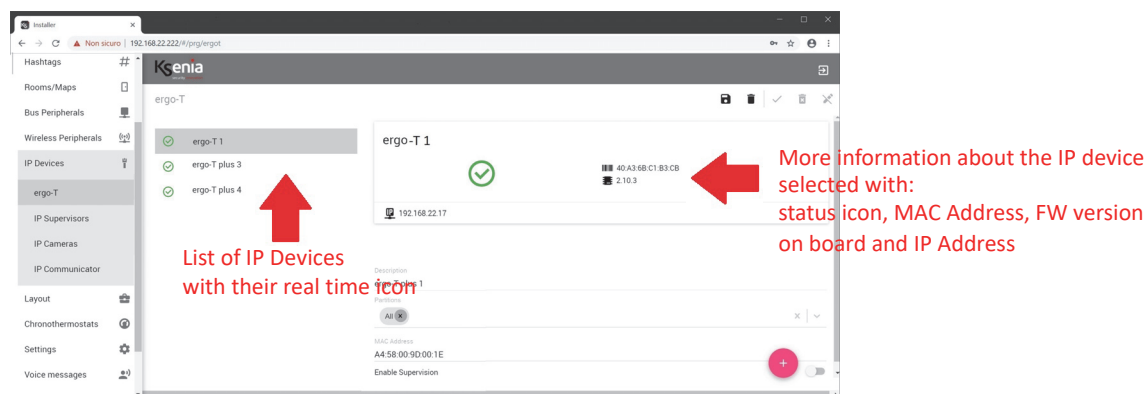 Installer
Non sicuro | 192.168.22.222/#/prg/ergot
Ksenia
Hashtags
Rooms/Maps
Bus Peripherals
Wireless Peripherals
IP Devices
ergo-T
IP Supervisors
IP Cameras
IP Communicator
Layout
Chronothermostats
Settings
Voice messages
ergo-T
ergo-T 1
ergo-T plus 3
ergo-T plus 4
List of IP Devices
with their real time icon
ergo-T 1
40:A3:6B:C1:B3:CB
2.10.3
192.168.22.17
Description
ergo-T plus 1
Partitions
All
MAC Address
A4:58:00:9D:00:1E
Enable Supervision
More information about the IP device
selected with:
status icon, MAC Address, FW version
on board and IP Address